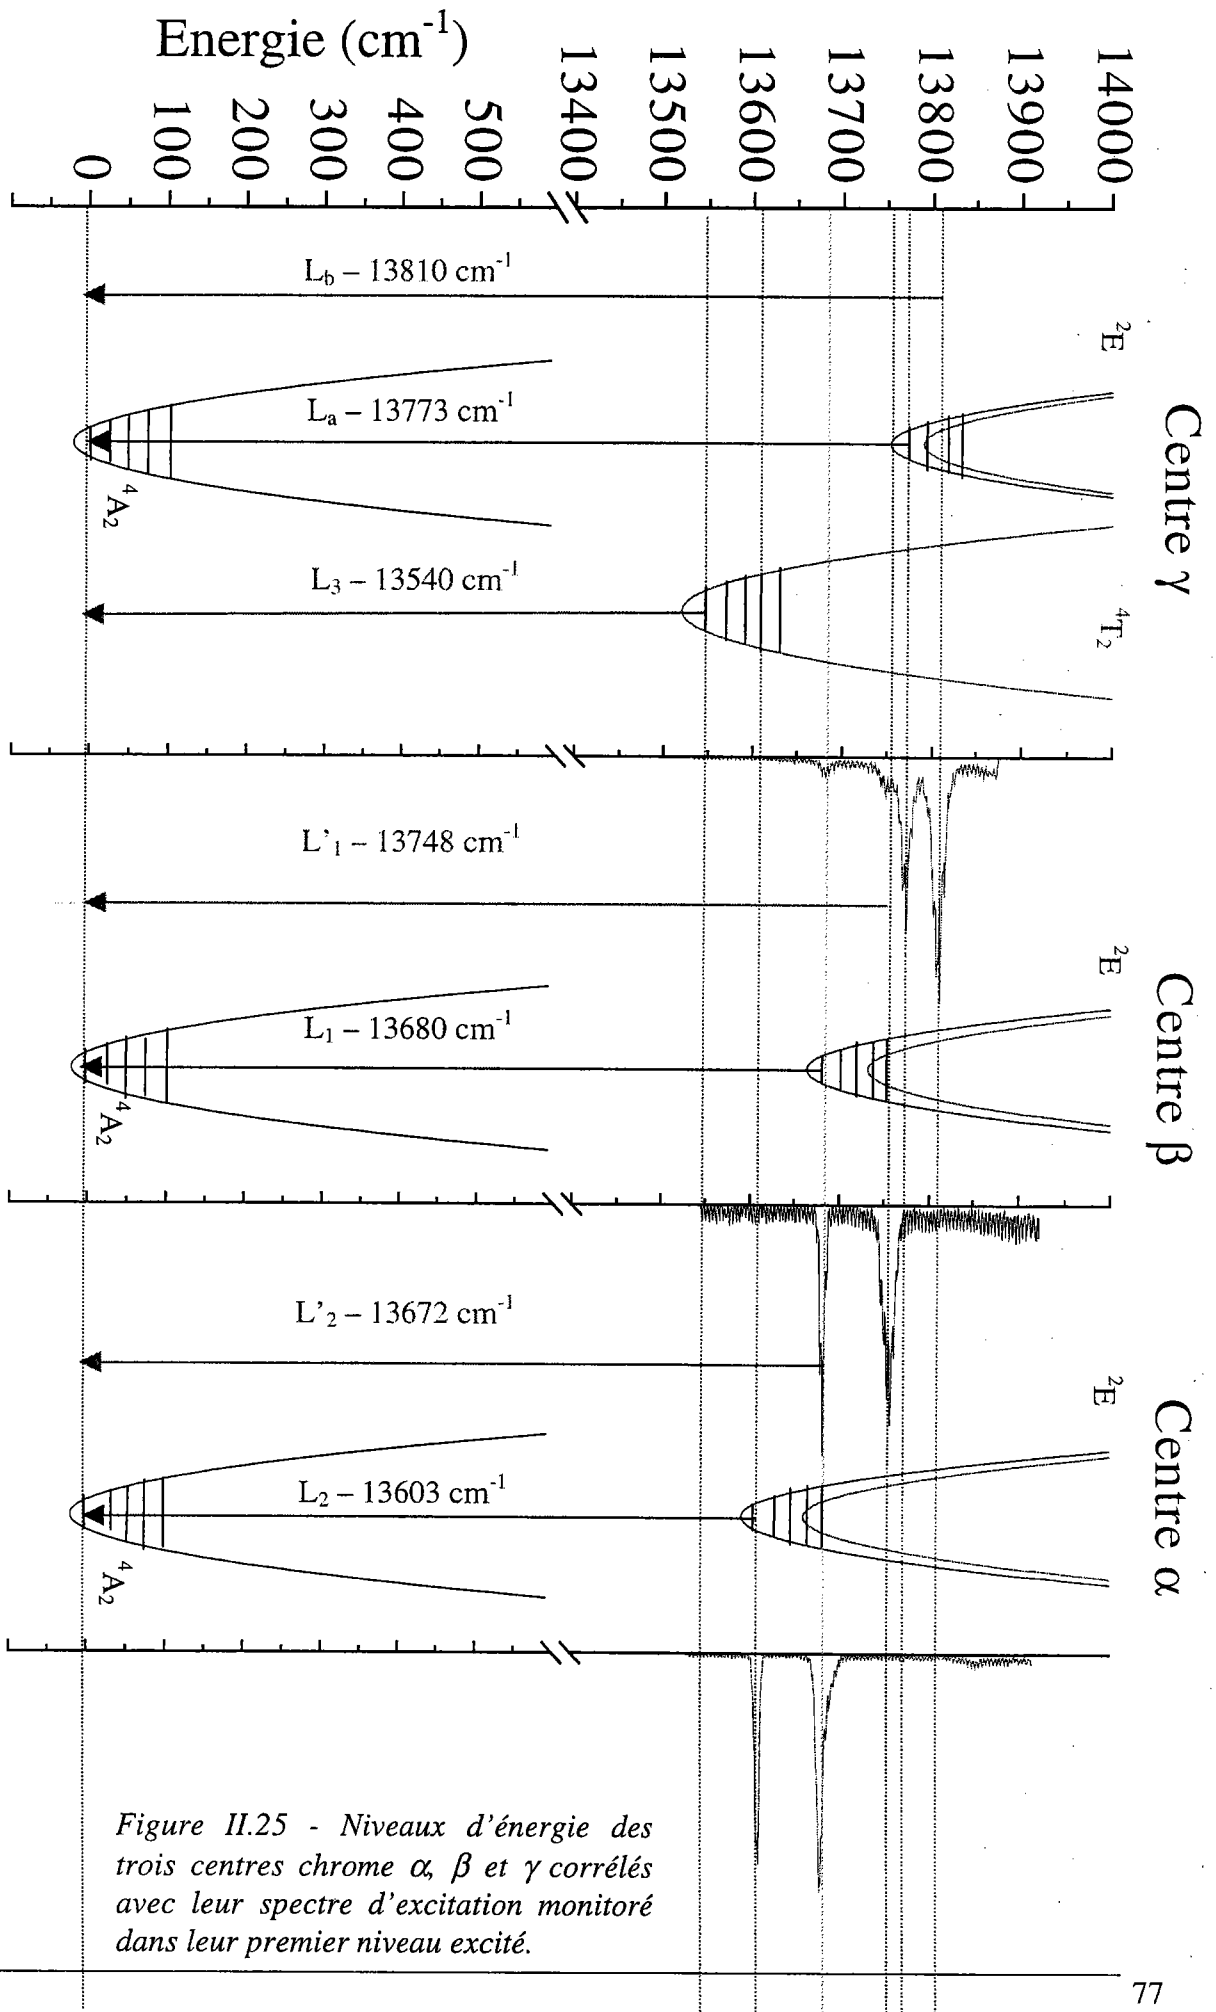 Energie (cm⁻¹)
0
100
200
300
400
500
13400
13500
13600
13700
13800
13900
14000
Centre γ
²E
⁴T₂
L_b – 13810 cm⁻¹
L_a – 13773 cm⁻¹
⁴A₂
L₃ – 13540 cm⁻¹
Centre β
²E
L'₁ – 13748 cm⁻¹
L₁ – 13680 cm⁻¹
⁴A₂
Centre α
²E
L'₂ – 13672 cm⁻¹
L₂ – 13603 cm⁻¹
⁴A₂
Figure II.25 - Niveaux d'énergie des
trois centres chrome α, β et γ corrélés
avec leur spectre d'excitation monitoré
dans leur premier niveau excité.
77